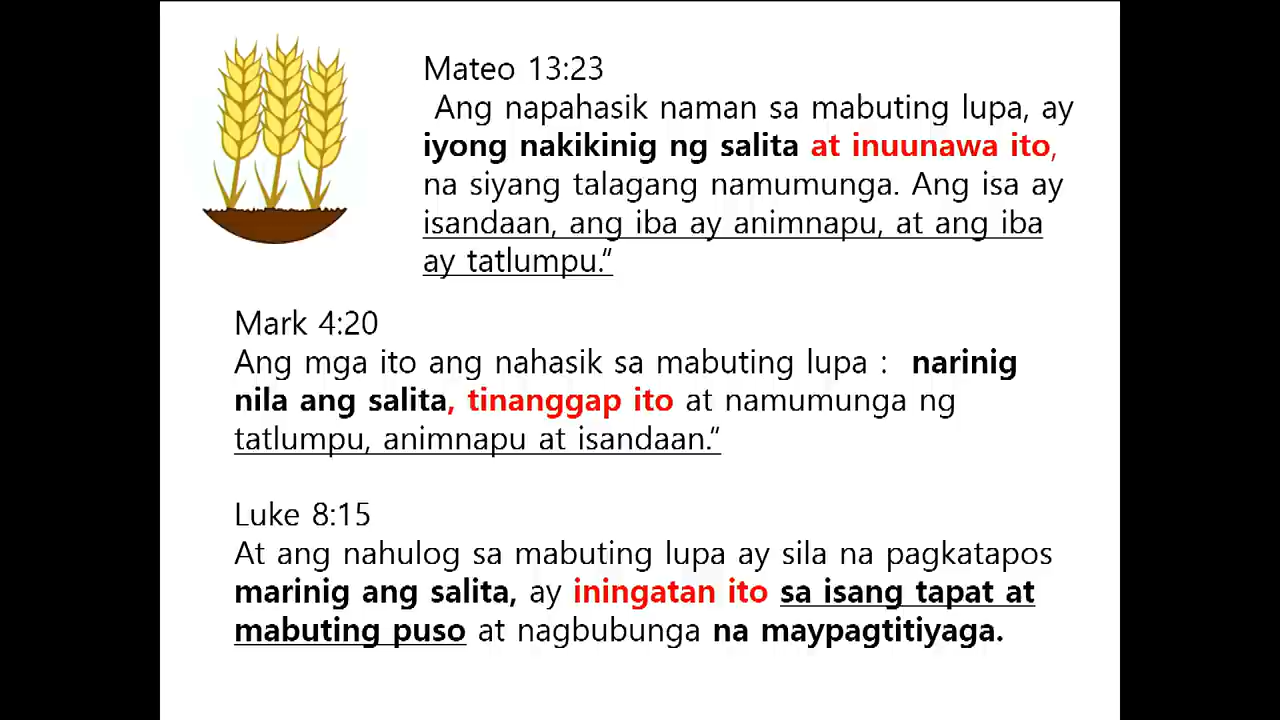 Mateo 13:23
Ang napahasik naman sa mabuting lupa, ay
iyong nakikinig ng salita at inuunawa ito,
na siyang talagang namumunga. Ang isa ay
isandaan, ang iba ay animnapu, at ang iba
ay tatlumpu.“
Mark 4:20
Ang mga ito ang nahasik sa mabuting lupa : narinig
nila ang salita, tinanggap ito at namumunga ng
tatlumpu, animnapu at isandaan.“
Luke 8:15
At ang nahulog sa mabuting lupa ay sila na pagkatapos
marinig ang salita, ay iningatan ito sa isang tapat at
mabuting puso at nagbubunga na maypagtitiyaga.